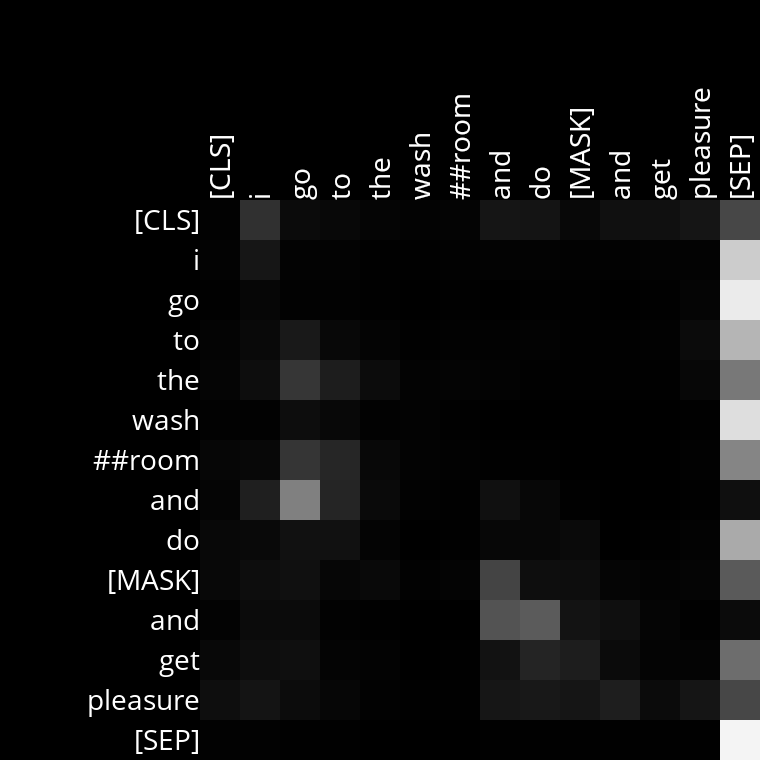 [CLS] i go to the wash ##room and do [MASK] and get pleasure [SEP]
[CLS]
i
go
to
the
wash
##room
and
do
[MASK]
and
get
pleasure
[SEP]